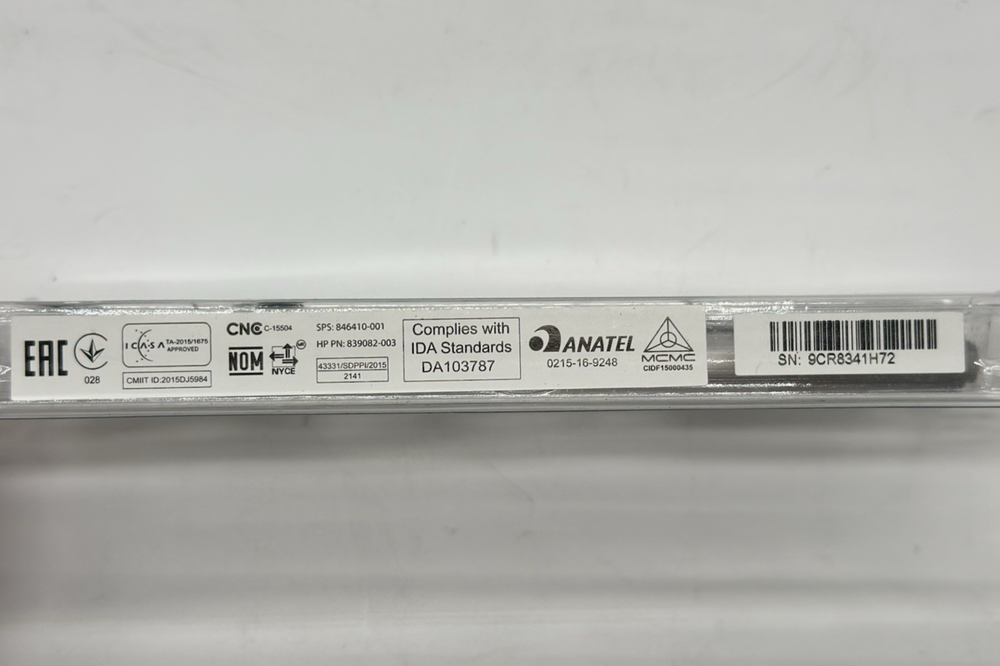 EAC
028
ICASA TA-2015/1675
APPROVED
CMIIT ID:2015DJ5984
CNC C-15504
NOM
NYCE
SPS: 846410-001
HP PN: 839082-003
43331/SDPPI/2015
2141
Complies with
IDA Standards
DA103787
ANATEL
0215-16-9248
MCMC
CIDF15000435
SN: 9CR8341H72